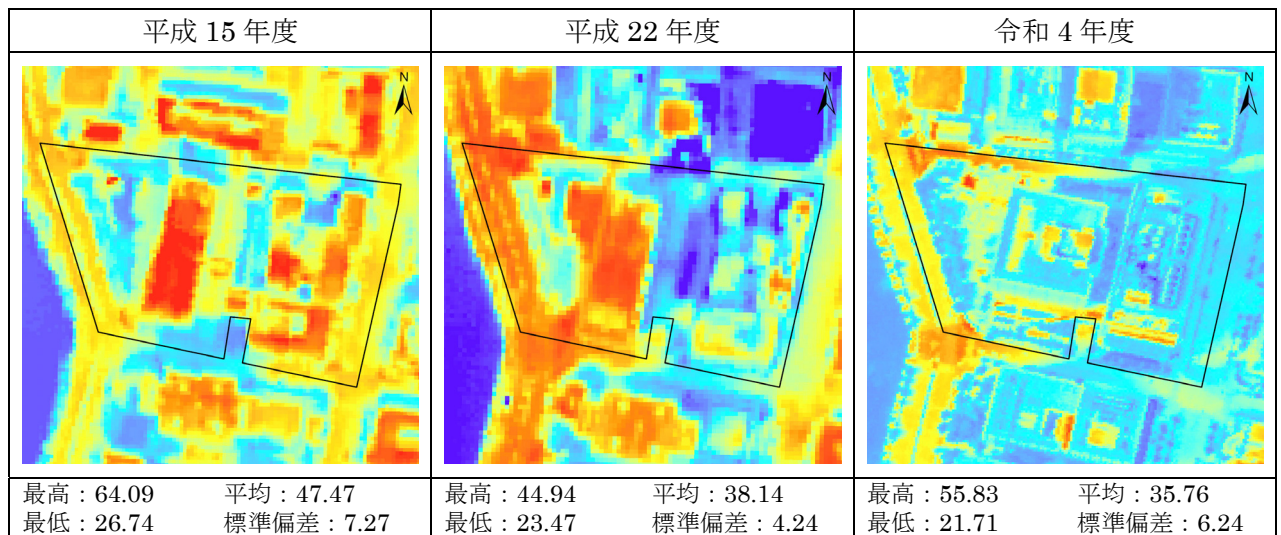 平成 15 年度
平成 22 年度
令和 4 年度
N
N
N
最高：64.09 平均：47.47
最低：26.74 標準偏差：7.27
最高：44.94 平均：38.14
最低：23.47 標準偏差：4.24
最高：55.83 平均：35.76
最低：21.71 標準偏差：6.24